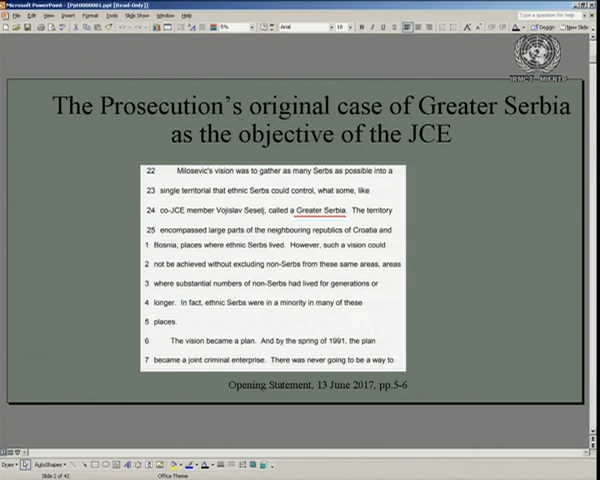 Microsoft PowerPoint - [Ppt0000001.ppt [Read-Only]]
File Edit View Insert Format Tools Slide Show Window Help
Type a question for help
Arial
18
Design
New Slide
IRMCT - MIFRTP
The Prosecution's original case of Greater Serbia
as the objective of the JCE
22 Milosevic's vision was to gather as many Serbs as possible into a
23 single territorial that ethnic Serbs could control, what some, like
24 co-JCE member Vojislav Seselj, called a Greater Serbia. The territory
25 encompassed large parts of the neighbouring republics of Croatia and
1 Bosnia, places where ethnic Serbs lived. However, such a vision could
2 not be achieved without excluding non-Serbs from these same areas, areas
3 where substantial numbers of non-Serbs had lived for generations or
4 longer. In fact, ethnic Serbs were in a minority in many of these
5 places.
6 The vision became a plan. And by the spring of 1991, the plan
7 became a joint criminal enterprise. There was never going to be a way to
Opening Statement, 13 June 2017, pp.5-6
Draw AutoShapes
Slide 2 of 42
Office Theme